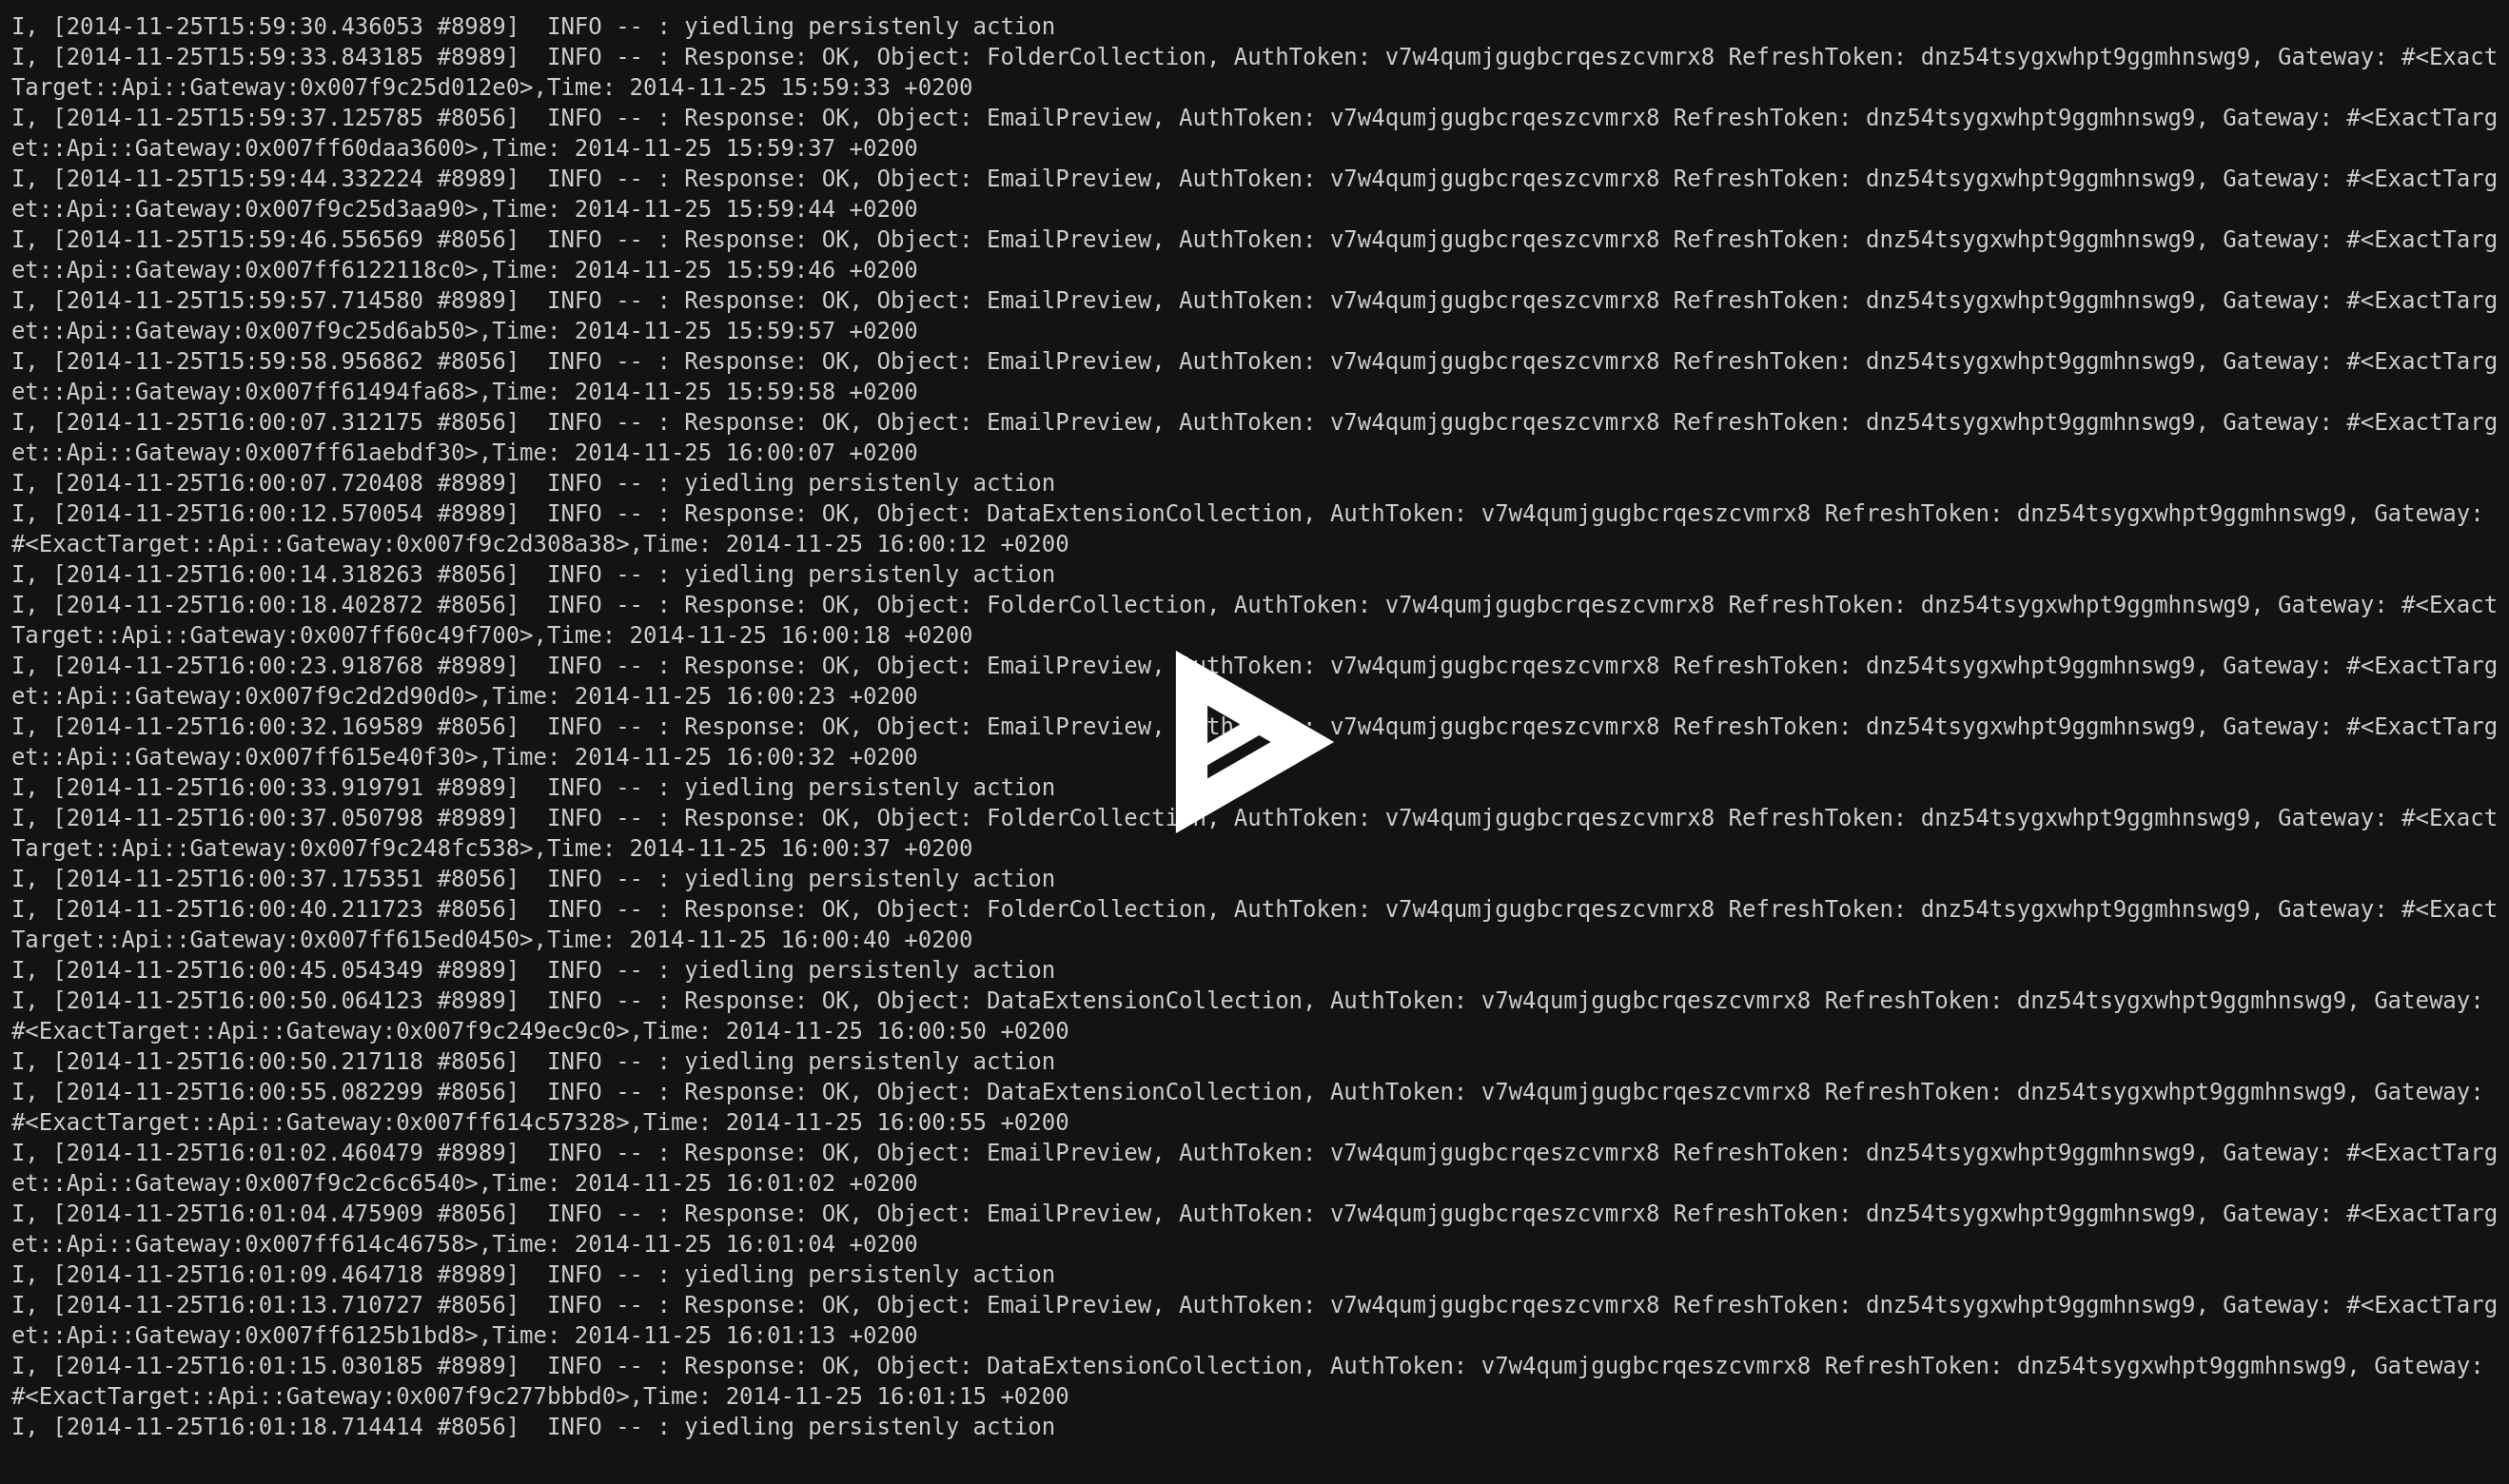 I, [2014-11-25T15:59:30.436053 #8989]  INFO -- : yiedling persistenly action
I, [2014-11-25T15:59:33.843185 #8989]  INFO -- : Response: OK, Object: FolderCollection, AuthToken: v7w4qumjgugbcrqeszcvmrx8 RefreshToken: dnz54tsygxwhpt9ggmhnswg9, Gateway: #<Exact
Target::Api::Gateway:0x007f9c25d012e0>,Time: 2014-11-25 15:59:33 +0200
I, [2014-11-25T15:59:37.125785 #8056]  INFO -- : Response: OK, Object: EmailPreview, AuthToken: v7w4qumjgugbcrqeszcvmrx8 RefreshToken: dnz54tsygxwhpt9ggmhnswg9, Gateway: #<ExactTarg
et::Api::Gateway:0x007ff60daa3600>,Time: 2014-11-25 15:59:37 +0200
I, [2014-11-25T15:59:44.332224 #8989]  INFO -- : Response: OK, Object: EmailPreview, AuthToken: v7w4qumjgugbcrqeszcvmrx8 RefreshToken: dnz54tsygxwhpt9ggmhnswg9, Gateway: #<ExactTarg
et::Api::Gateway:0x007f9c25d3aa90>,Time: 2014-11-25 15:59:44 +0200
I, [2014-11-25T15:59:46.556569 #8056]  INFO -- : Response: OK, Object: EmailPreview, AuthToken: v7w4qumjgugbcrqeszcvmrx8 RefreshToken: dnz54tsygxwhpt9ggmhnswg9, Gateway: #<ExactTarg
et::Api::Gateway:0x007ff6122118c0>,Time: 2014-11-25 15:59:46 +0200
I, [2014-11-25T15:59:57.714580 #8989]  INFO -- : Response: OK, Object: EmailPreview, AuthToken: v7w4qumjgugbcrqeszcvmrx8 RefreshToken: dnz54tsygxwhpt9ggmhnswg9, Gateway: #<ExactTarg
et::Api::Gateway:0x007f9c25d6ab50>,Time: 2014-11-25 15:59:57 +0200
I, [2014-11-25T15:59:58.956862 #8056]  INFO -- : Response: OK, Object: EmailPreview, AuthToken: v7w4qumjgugbcrqeszcvmrx8 RefreshToken: dnz54tsygxwhpt9ggmhnswg9, Gateway: #<ExactTarg
et::Api::Gateway:0x007ff61494fa68>,Time: 2014-11-25 15:59:58 +0200
I, [2014-11-25T16:00:07.312175 #8056]  INFO -- : Response: OK, Object: EmailPreview, AuthToken: v7w4qumjgugbcrqeszcvmrx8 RefreshToken: dnz54tsygxwhpt9ggmhnswg9, Gateway: #<ExactTarg
et::Api::Gateway:0x007ff61aebdf30>,Time: 2014-11-25 16:00:07 +0200
I, [2014-11-25T16:00:07.720408 #8989]  INFO -- : yiedling persistenly action
I, [2014-11-25T16:00:12.570054 #8989]  INFO -- : Response: OK, Object: DataExtensionCollection, AuthToken: v7w4qumjgugbcrqeszcvmrx8 RefreshToken: dnz54tsygxwhpt9ggmhnswg9, Gateway:
#<ExactTarget::Api::Gateway:0x007f9c2d308a38>,Time: 2014-11-25 16:00:12 +0200
I, [2014-11-25T16:00:14.318263 #8056]  INFO -- : yiedling persistenly action
I, [2014-11-25T16:00:18.402872 #8056]  INFO -- : Response: OK, Object: FolderCollection, AuthToken: v7w4qumjgugbcrqeszcvmrx8 RefreshToken: dnz54tsygxwhpt9ggmhnswg9, Gateway: #<Exact
Target::Api::Gateway:0x007ff60c49f700>,Time: 2014-11-25 16:00:18 +0200
I, [2014-11-25T16:00:23.918768 #8989]  INFO -- : Response: OK, Object: EmailPreview, AuthToken: v7w4qumjgugbcrqeszcvmrx8 RefreshToken: dnz54tsygxwhpt9ggmhnswg9, Gateway: #<ExactTarg
et::Api::Gateway:0x007f9c2d2d90d0>,Time: 2014-11-25 16:00:23 +0200
I, [2014-11-25T16:00:32.169589 #8056]  INFO -- : Response: OK, Object: EmailPreview, v7w4qumjgugbcrqeszcvmrx8 RefreshToken: dnz54tsygxwhpt9ggmhnswg9, Gateway: #<ExactTarg
et::Api::Gateway:0x007ff615e40f30>,Time: 2014-11-25 16:00:32 +0200
I, [2014-11-25T16:00:33.919791 #8989]  INFO -- : yiedling persistenly action
I, [2014-11-25T16:00:37.050798 #8989]  INFO -- : Response: OK, Object: FolderCollection, AuthToken: v7w4qumjgugbcrqeszcvmrx8 RefreshToken: dnz54tsygxwhpt9ggmhnswg9, Gateway: #<Exact
Target::Api::Gateway:0x007f9c248fc538>,Time: 2014-11-25 16:00:37 +0200
I, [2014-11-25T16:00:37.175351 #8056]  INFO -- : yiedling persistenly action
I, [2014-11-25T16:00:40.211723 #8056]  INFO -- : Response: OK, Object: FolderCollection, AuthToken: v7w4qumjgugbcrqeszcvmrx8 RefreshToken: dnz54tsygxwhpt9ggmhnswg9, Gateway: #<Exact
Target::Api::Gateway:0x007ff615ed0450>,Time: 2014-11-25 16:00:40 +0200
I, [2014-11-25T16:00:45.054349 #8989]  INFO -- : yiedling persistenly action
I, [2014-11-25T16:00:50.064123 #8989]  INFO -- : Response: OK, Object: DataExtensionCollection, AuthToken: v7w4qumjgugbcrqeszcvmrx8 RefreshToken: dnz54tsygxwhpt9ggmhnswg9, Gateway:
#<ExactTarget::Api::Gateway:0x007f9c249ec9c0>,Time: 2014-11-25 16:00:50 +0200
I, [2014-11-25T16:00:50.217118 #8056]  INFO -- : yiedling persistenly action
I, [2014-11-25T16:00:55.082299 #8056]  INFO -- : Response: OK, Object: DataExtensionCollection, AuthToken: v7w4qumjgugbcrqeszcvmrx8 RefreshToken: dnz54tsygxwhpt9ggmhnswg9, Gateway:
#<ExactTarget::Api::Gateway:0x007ff614c57328>,Time: 2014-11-25 16:00:55 +0200
I, [2014-11-25T16:01:02.460479 #8989]  INFO -- : Response: OK, Object: EmailPreview, AuthToken: v7w4qumjgugbcrqeszcvmrx8 RefreshToken: dnz54tsygxwhpt9ggmhnswg9, Gateway: #<ExactTarg
et::Api::Gateway:0x007f9c2c6c6540>,Time: 2014-11-25 16:01:02 +0200
I, [2014-11-25T16:01:04.475909 #8056]  INFO -- : Response: OK, Object: EmailPreview, AuthToken: v7w4qumjgugbcrqeszcvmrx8 RefreshToken: dnz54tsygxwhpt9ggmhnswg9, Gateway: #<ExactTarg
et::Api::Gateway:0x007ff614c46758>,Time: 2014-11-25 16:01:04 +0200
I, [2014-11-25T16:01:09.464718 #8989]  INFO -- : yiedling persistenly action
I, [2014-11-25T16:01:13.710727 #8056]  INFO -- : Response: OK, Object: EmailPreview, AuthToken: v7w4qumjgugbcrqeszcvmrx8 RefreshToken: dnz54tsygxwhpt9ggmhnswg9, Gateway: #<ExactTarg
et::Api::Gateway:0x007ff6125b1bd8>,Time: 2014-11-25 16:01:13 +0200
I, [2014-11-25T16:01:15.030185 #8989]  INFO -- : Response: OK, Object: DataExtensionCollection, AuthToken: v7w4qumjgugbcrqeszcvmrx8 RefreshToken: dnz54tsygxwhpt9ggmhnswg9, Gateway:
#<ExactTarget::Api::Gateway:0x007f9c277bbbd0>,Time: 2014-11-25 16:01:15 +0200
I, [2014-11-25T16:01:18.714414 #8056]  INFO -- : yiedling persistenly action